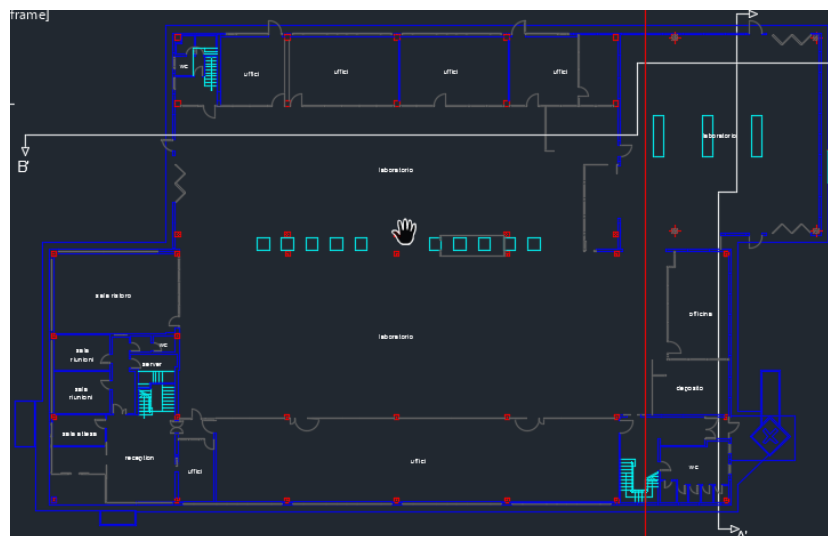 frame]
wc
uffici
uffici
uffici
uffici
laboratorio
B'
laboratorio
sala ristoro
officina
laboratorio
sala
riunioni
wc
server
sala
riunioni
deposito
sala attesa
reception
uffici
uffici
wc
A'